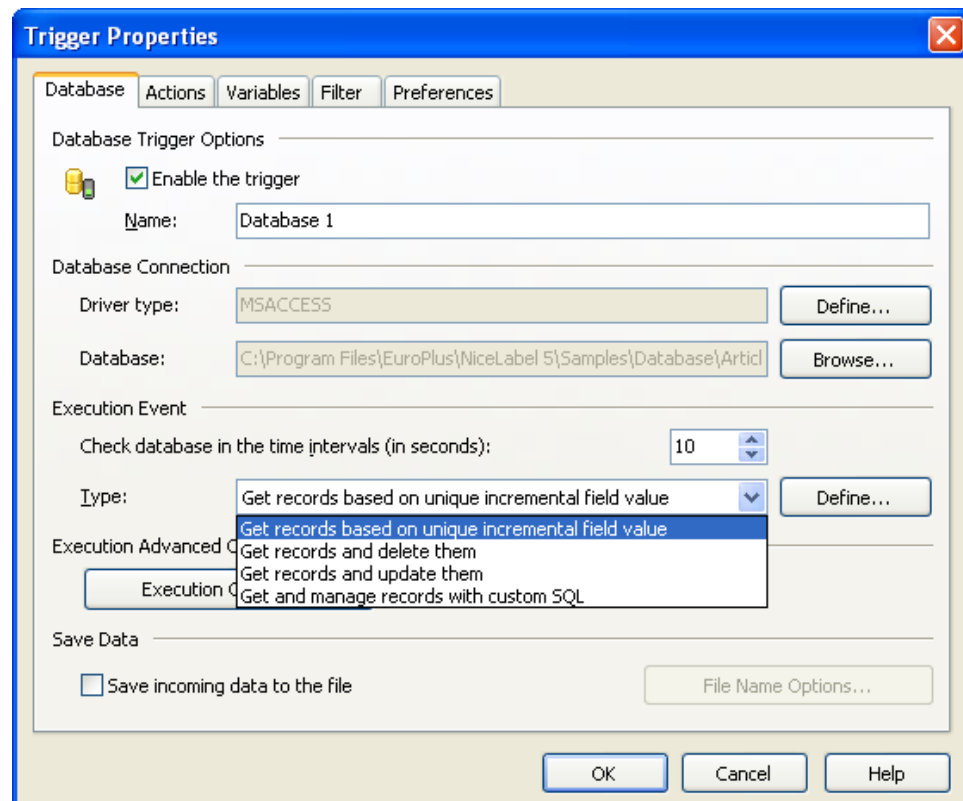 Trigger Properties
Database Actions Variables Filter Preferences
Database Trigger Options
Enable the trigger
Name: Database 1
Database Connection
Driver type: MSACCESS Define...
Database: C:\Program Files\EuroPlus\NiceLabel 5\Samples\Database\Articl Browse...
Execution Event
Check database in the time intervals (in seconds): 10
Type: Get records based on unique incremental field value Define...
Get records based on unique incremental field value
Execution Advanced
Get records and delete them
Get records and update them
Execution
Get and manage records with custom SQL
Save Data
Save incoming data to the file File Name Options...
OK Cancel Help